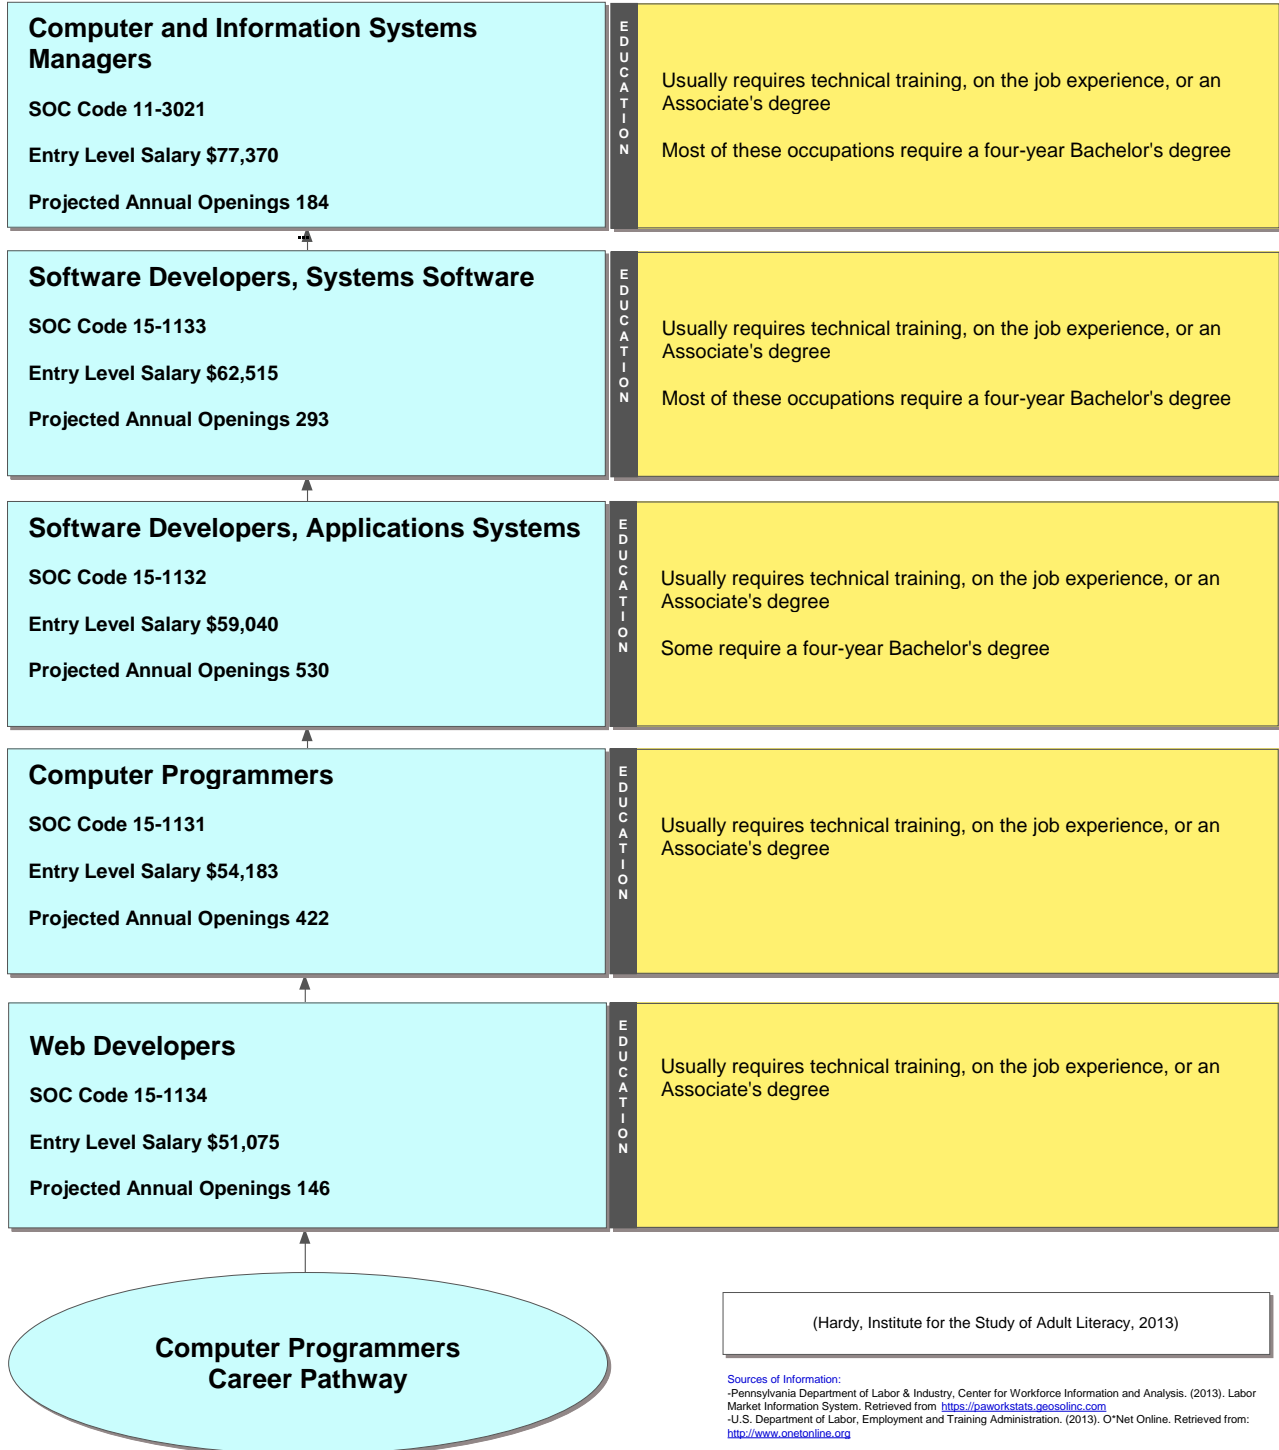 Computer and Information Systems
Managers
SOC Code 11-3021
Entry Level Salary $77,370
Projected Annual Openings 184
EDUCATION
Usually requires technical training, on the job experience, or an
Associate's degree
Most of these occupations require a four-year Bachelor's degree
...
Software Developers, Systems Software
SOC Code 15-1133
Entry Level Salary $62,515
Projected Annual Openings 293
EDUCATION
Usually requires technical training, on the job experience, or an
Associate's degree
Most of these occupations require a four-year Bachelor's degree
Software Developers, Applications Systems
SOC Code 15-1132
Entry Level Salary $59,040
Projected Annual Openings 530
EDUCATION
Usually requires technical training, on the job experience, or an
Associate's degree
Some require a four-year Bachelor's degree
Computer Programmers
SOC Code 15-1131
Entry Level Salary $54,183
Projected Annual Openings 422
EDUCATION
Usually requires technical training, on the job experience, or an
Associate's degree
Web Developers
SOC Code 15-1134
Entry Level Salary $51,075
Projected Annual Openings 146
EDUCATION
Usually requires technical training, on the job experience, or an
Associate's degree
Computer Programmers
Career Pathway
(Hardy, Institute for the Study of Adult Literacy, 2013)
Sources of Information:
-Pennsylvania Department of Labor & Industry, Center for Workforce Information and Analysis. (2013). Labor
Market Information System. Retrieved from https://paworkstats.geosolinc.com
-U.S. Department of Labor, Employment and Training Administration. (2013). O*Net Online. Retrieved from:
http://www.onetonline.org